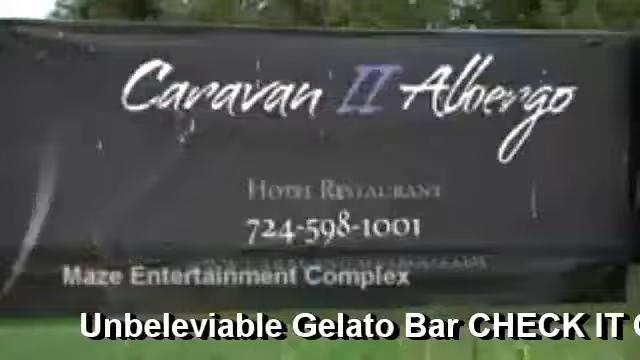 Caravan II Albergo
HOTEL RESTAURANT
724-598-1001
Maze Entertainment Complex
Unbeleviable Gelato Bar CHECK IT